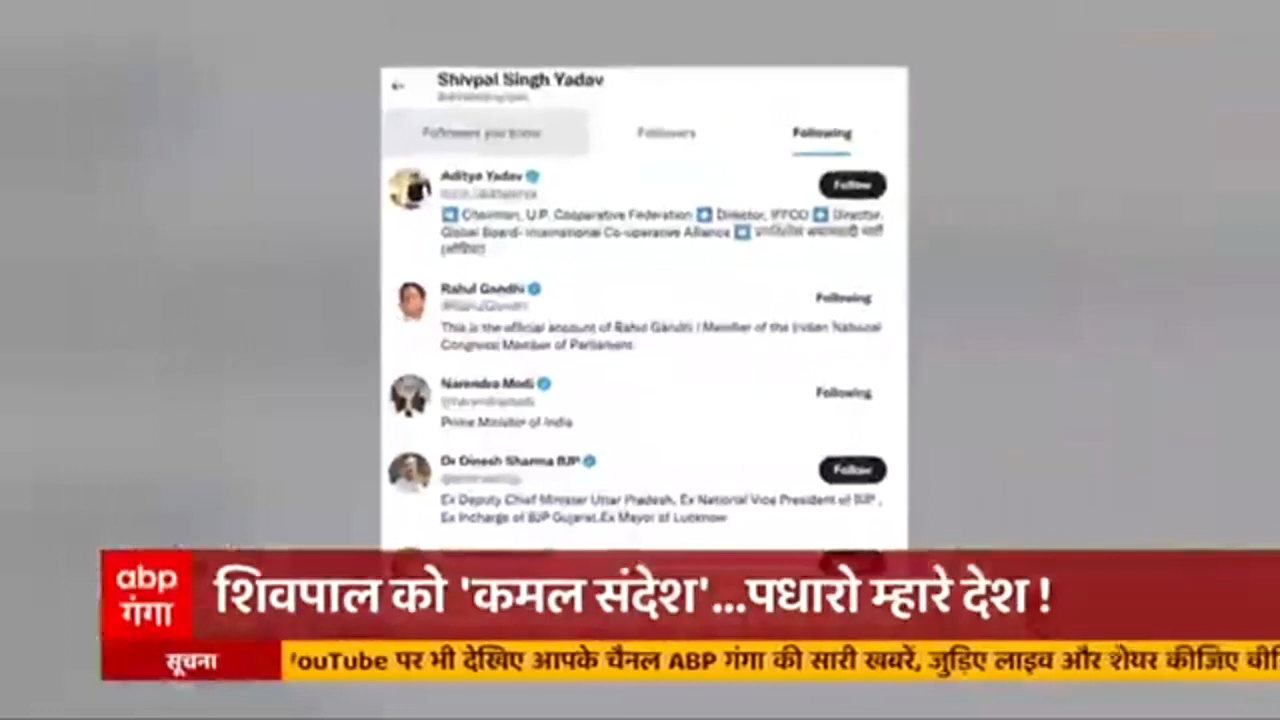 Shivpal Singh Yadav
Followers you know
Followers
Following
Aditya Yadav
Follow
Chairman, U.P. Cooperative Federation Director, IFFCO Director,
Global Board- International Co-operative Alliance
Rahul Gandhi
Following
This is the official account of Rahul Gandhi | Member of the Indian National
Congress| Member of Parliament
Narendra Modi
Following
Prime Minister of India
Dr Dinesh Sharma BJP
Follow
Ex Deputy Chief Minister Uttar Pradesh, Ex National Vice President of BJP ,
Ex Incharge of BJP Gujarat,Ex Mayor of Lucknow
abp
गंगा
शिवपाल को 'कमल संदेश'...पधारो म्हारे देश !
सूचना
YouTube पर भी देखिए आपके चैनल ABP गंगा की सारी खबरें, जुड़िए लाइव और शेयर कीजिए